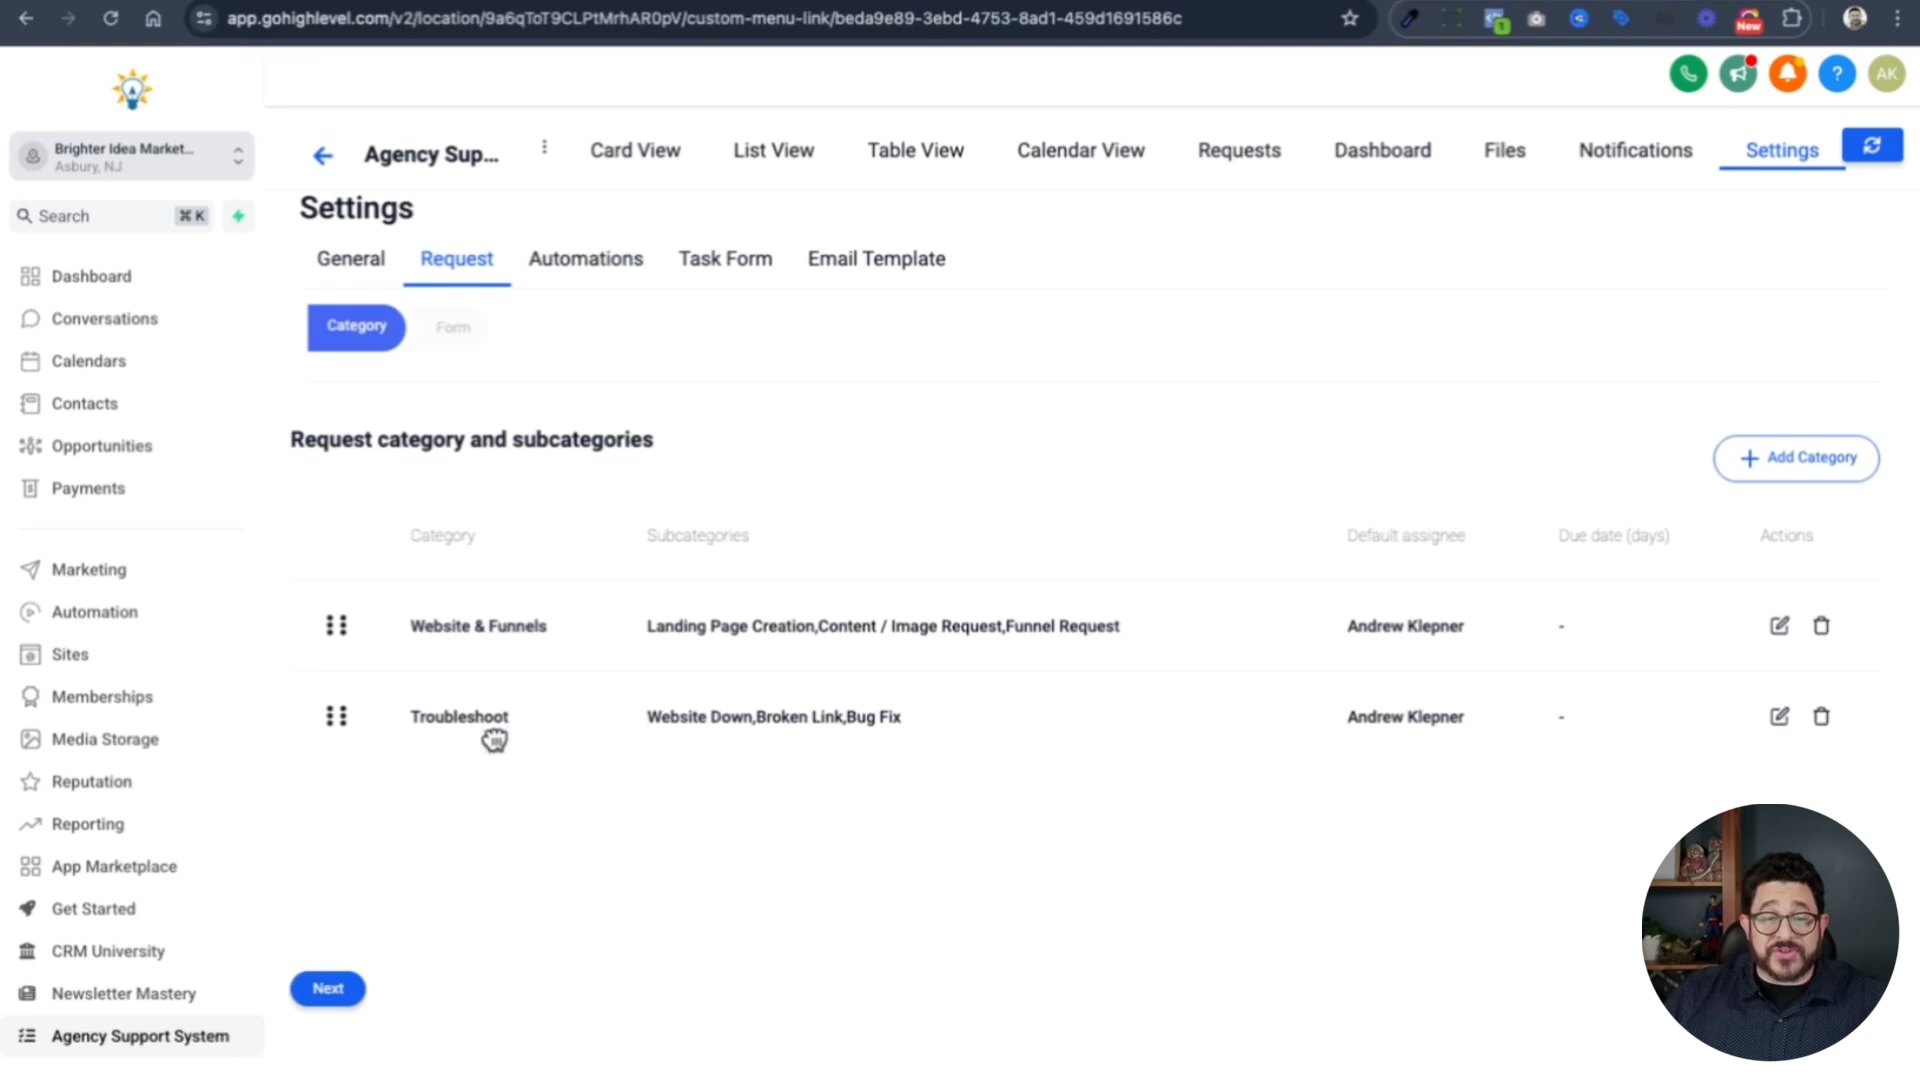 app.gohighlevel.com/v2/location/9a6qToT9CLPtMrhAR0pV/custom-menu-link/beda9e89-3ebd-4753-8ad1-459d1691586c
1
New
AK
Brighter Idea Market...
Asbury, NJ
Search
⌘ K
Dashboard
Conversations
Calendars
Contacts
Opportunities
Payments
Marketing
Automation
Sites
Memberships
Media Storage
Reputation
Reporting
App Marketplace
Get Started
CRM University
Newsletter Mastery
Agency Support System
Agency Sup...
Card View
List View
Table View
Calendar View
Requests
Dashboard
Files
Notifications
Settings
Settings
General
Request
Automations
Task Form
Email Template
Category
Form
Request category and subcategories
+ Add Category
Category Subcategories Default assignee Due date (days) Actions
Website & Funnels Landing Page Creation,Content / Image Request,Funnel Request Andrew Klepner -
Troubleshoot Website Down,Broken Link,Bug Fix Andrew Klepner -
Next